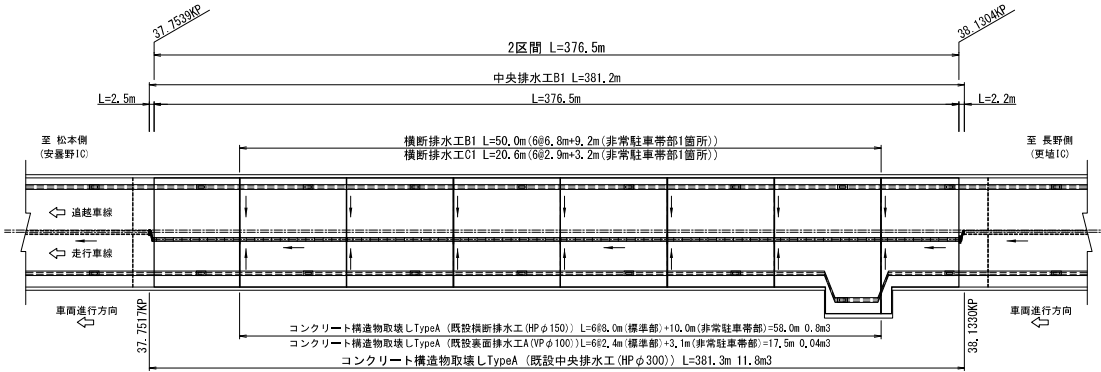 37.7539KP
38.1304KP
2区間 L=376.5m
中央排水工B1 L=381.2m
L=2.5m
L=376.5m
L=2.2m
至 松本側
(安曇野IC)
横断排水工B1 L=50.0m(6@6.8m+9.2m(非常駐車帯部1箇所))
横断排水工C1 L=20.6m(6@2.9m+3.2m(非常駐車帯部1箇所))
至 長野側
(更埴IC)
追越車線
走行車線
車両進行方向
車両進行方向
37.7517KP
38.1330KP
コンクリート構造物取壊しTypeA (既設横断排水工(HPφ150)) L=6@8.0m(標準部)+10.0m(非常駐車帯部)=58.0m 0.8m3
コンクリート構造物取壊しTypeA (既設裏面排水工A(VPφ100))L=6@2.4m(標準部)+3.1m(非常駐車帯部)=17.5m 0.04m3
コンクリート構造物取壊しTypeA (既設中央排水工(HPφ300)) L=381.3m 11.8m3